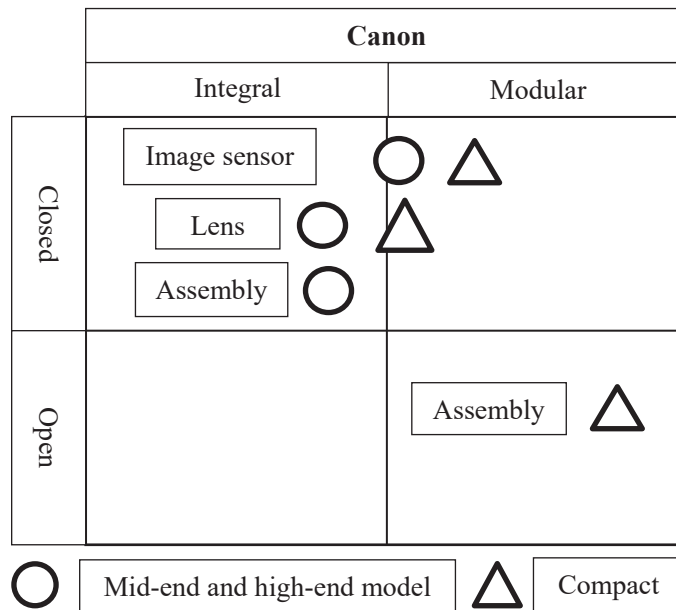 Canon
Integral
Modular
Closed
Image sensor
Lens
Assembly
Open
Assembly
Mid-end and high-end model
Compact